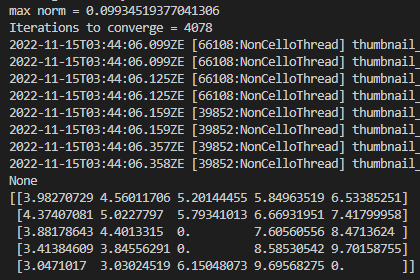 max norm = 0.09934519377041306
Iterations to converge = 4078
2022-11-15T03:44:06.099ZE [66108:NonCelloThread] thumbnail_
2022-11-15T03:44:06.099ZE [66108:NonCelloThread] thumbnail_
2022-11-15T03:44:06.125ZE [66108:NonCelloThread] thumbnail_
2022-11-15T03:44:06.125ZE [66108:NonCelloThread] thumbnail_
2022-11-15T03:44:06.159ZE [39852:NonCelloThread] thumbnail_
2022-11-15T03:44:06.159ZE [39852:NonCelloThread] thumbnail_
2022-11-15T03:44:06.357ZE [39852:NonCelloThread] thumbnail_
2022-11-15T03:44:06.358ZE [39852:NonCelloThread] thumbnail_
None
[[3.98270729 4.56011706 5.20144455 5.84963519 6.53385251]
[4.37407081 5.0227797 5.79341013 6.66931951 7.41799958]
[3.88178643 4.4013315 0. 7.60560556 8.4713624 ]
[3.41384609 3.84556291 0. 8.58530542 9.70158755]
[3.0471017 3.03024519 6.15048073 9.69568275 0. ]]